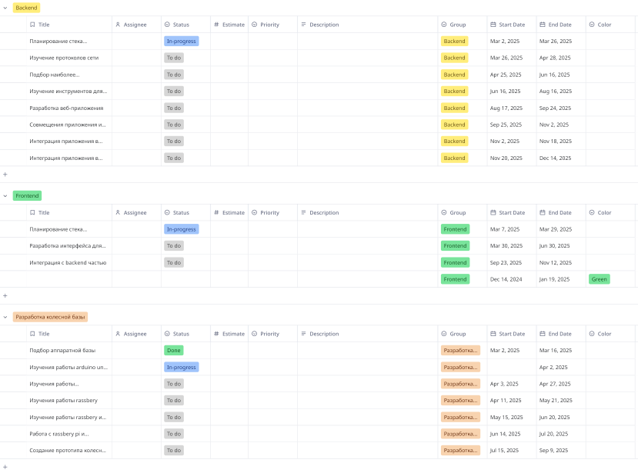 Backend
Title Assignee Status Estimate Priority Description Group Start Date End Date Color
Планирование стека... In-progress Backend Mar 2, 2025 Mar 26, 2025
Изучение протоколов сети To do Backend Mar 26, 2025 Apr 28, 2025
Подбор наиболее... To do Backend Apr 25, 2025 Jun 16, 2025
Изучение инструментов для... To do Backend Jun 16, 2025 Aug 16, 2025
Разработка веб-приложения To do Backend Aug 17, 2025 Sep 24, 2025
Совмещения приложения и... To do Backend Sep 25, 2025 Nov 2, 2025
Интеграция приложения в... To do Backend Nov 2, 2025 Nov 18, 2025
Интеграция приложения в... To do Backend Nov 28, 2025 Dec 14, 2025
Frontend
Title Assignee Status Estimate Priority Description Group Start Date End Date Color
Планирование стека... In-progress Frontend Mar 7, 2025 Mar 29, 2025
Разработка интерфейса для... To do Frontend Mar 30, 2025 Jun 30, 2025
Интеграция с backend частью To do Frontend Sep 23, 2025 Nov 12, 2025
Frontend Dec 14, 2024 Jan 19, 2025 Green
Разработка колесной базы
Title Assignee Status Estimate Priority Description Group Start Date End Date Color
Подбор аппаратной базы Done Разработка... Mar 2, 2025 Mar 16, 2025
Изучения работы arduino un... In-progress Разработка... Apr 2, 2025
Изучения работы... To do Разработка... Apr 3, 2025 Apr 27, 2025
Изучения работы rassbery To do Разработка... Apr 11, 2025 May 21, 2025
Изучения работы rassbery и... To do Разработка... May 15, 2025 Jun 20, 2025
Работа с rassbery pi и... To do Разработка... Jun 14, 2025 Jul 20, 2025
Создание прототипа колесн... To do Разработка... Jul 15, 2025 Sep 9, 2025